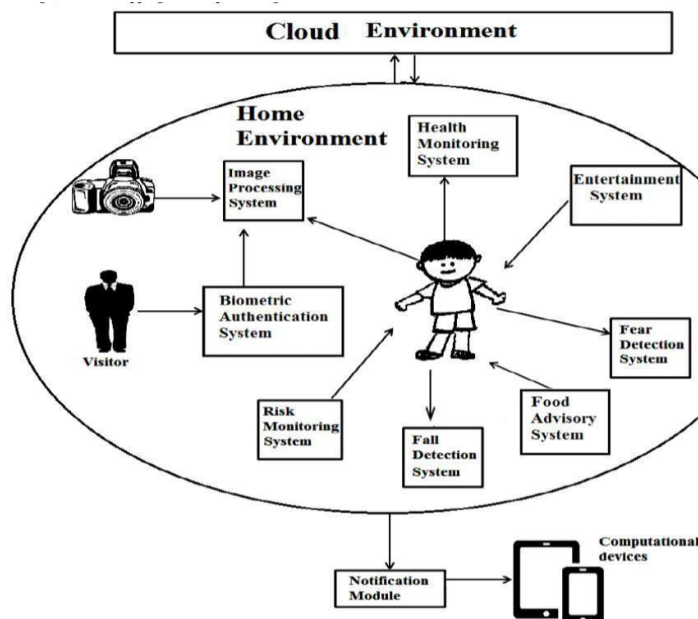 Cloud Environment
Home
Environment
Health
Monitoring
System
Image
Processing
System
Entertainment
System
Biometric
Authentication
System
Visitor
Fear
Detection
System
Risk
Monitoring
System
Fall
Detection
System
Food
Advisory
System
Computational
devices
Notification
Module